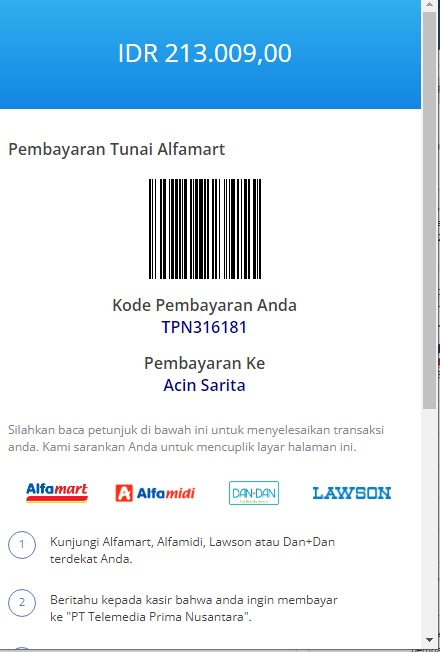 IDR 213.009,00
Pembayaran Tunai Alfamart
Kode Pembayaran Anda
TPN316181
Pembayaran Ke
Acin Sarita
Silahkan baca petunjuk di bawah ini untuk menyelesaikan transaksi
anda. Kami sarankan Anda untuk mencuplik layar halaman ini.
Alfamart Alfamidi DAN+DAN LAWSON
1 Kunjungi Alfamart, Alfamidi, Lawson atau Dan+Dan
terdekat Anda.
2 Beritahu kepada kasir bahwa anda ingin membayar
ke "PT Telemedia Prima Nusantara".